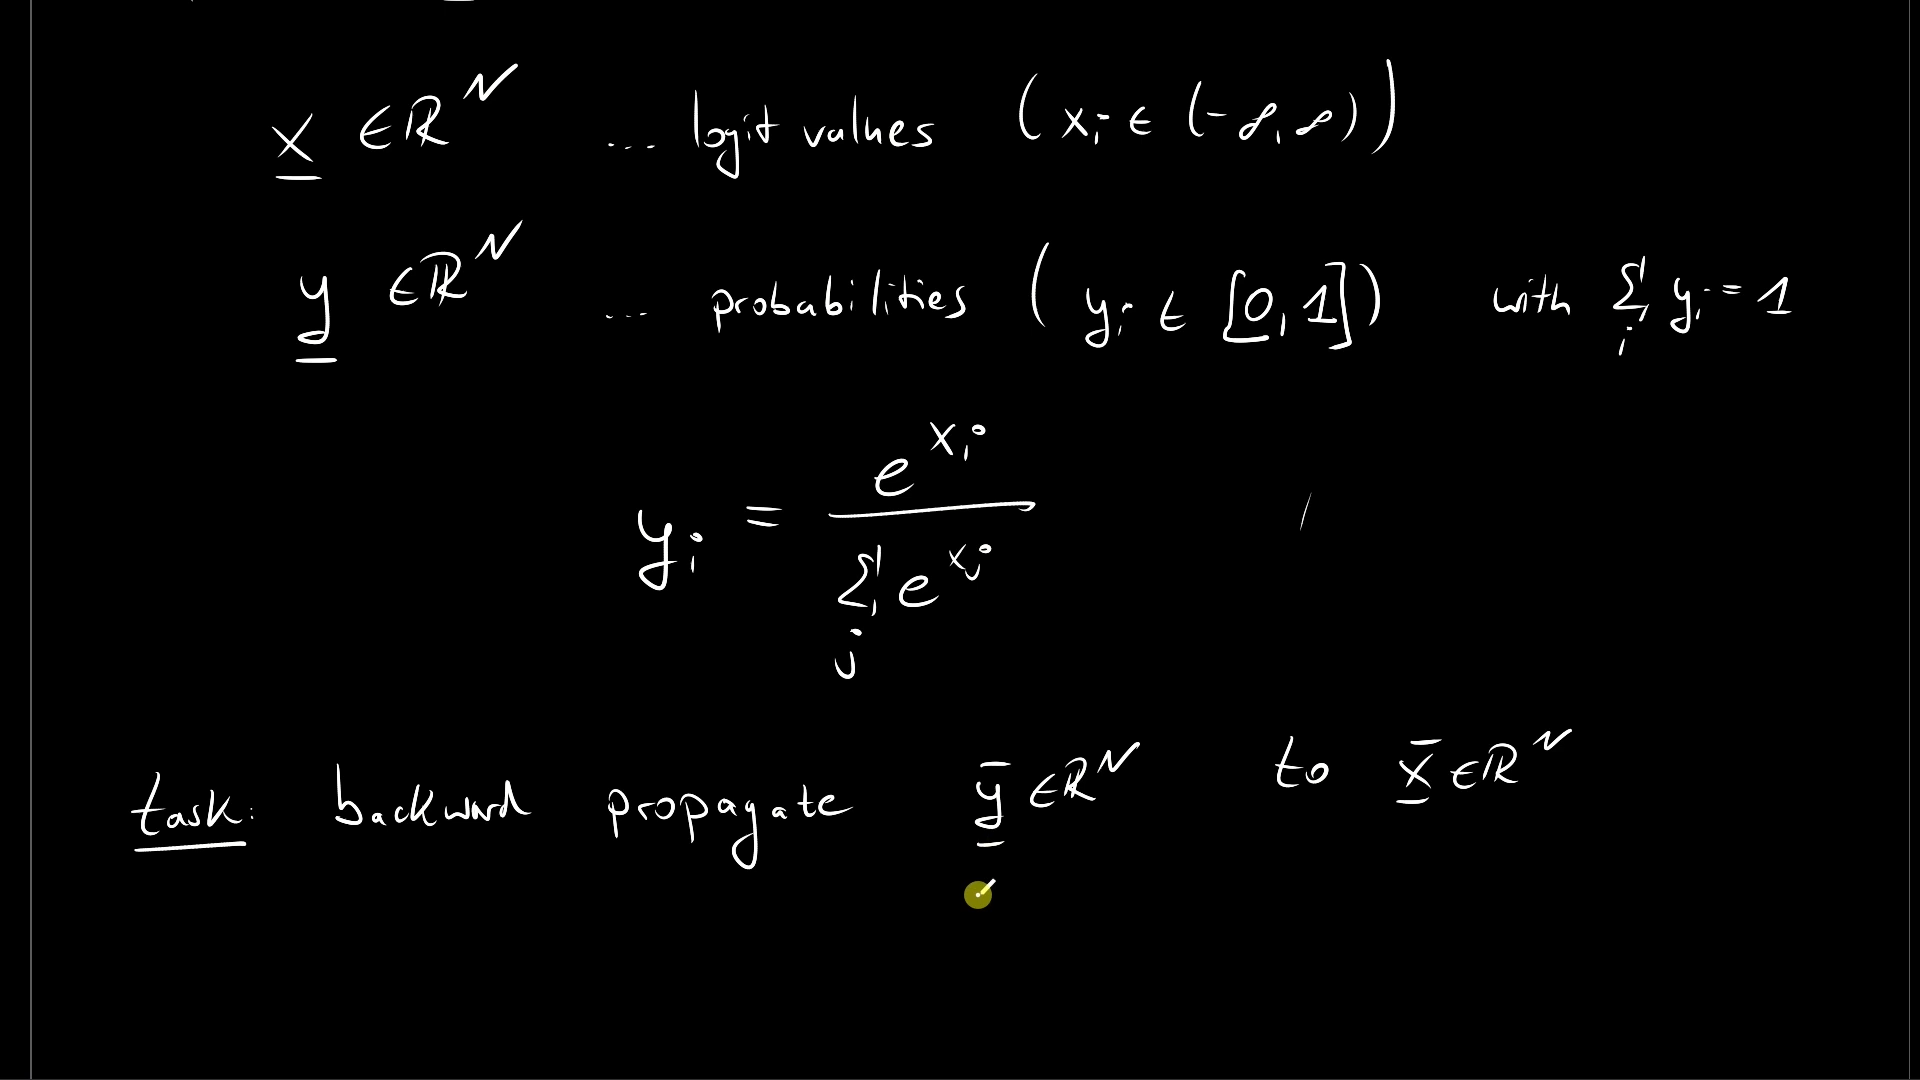 x ∈ ℝ^N ... logit values (x_i ∈ (-∞, ∞))
y ∈ ℝ^N ... probabilities (y_i ∈ [0, 1]) with Σ_i y_i = 1
y_i = e^{x_i} / Σ_j e^{x_j}
task: backward propagate ȳ ∈ ℝ^N to x̄ ∈ ℝ^N